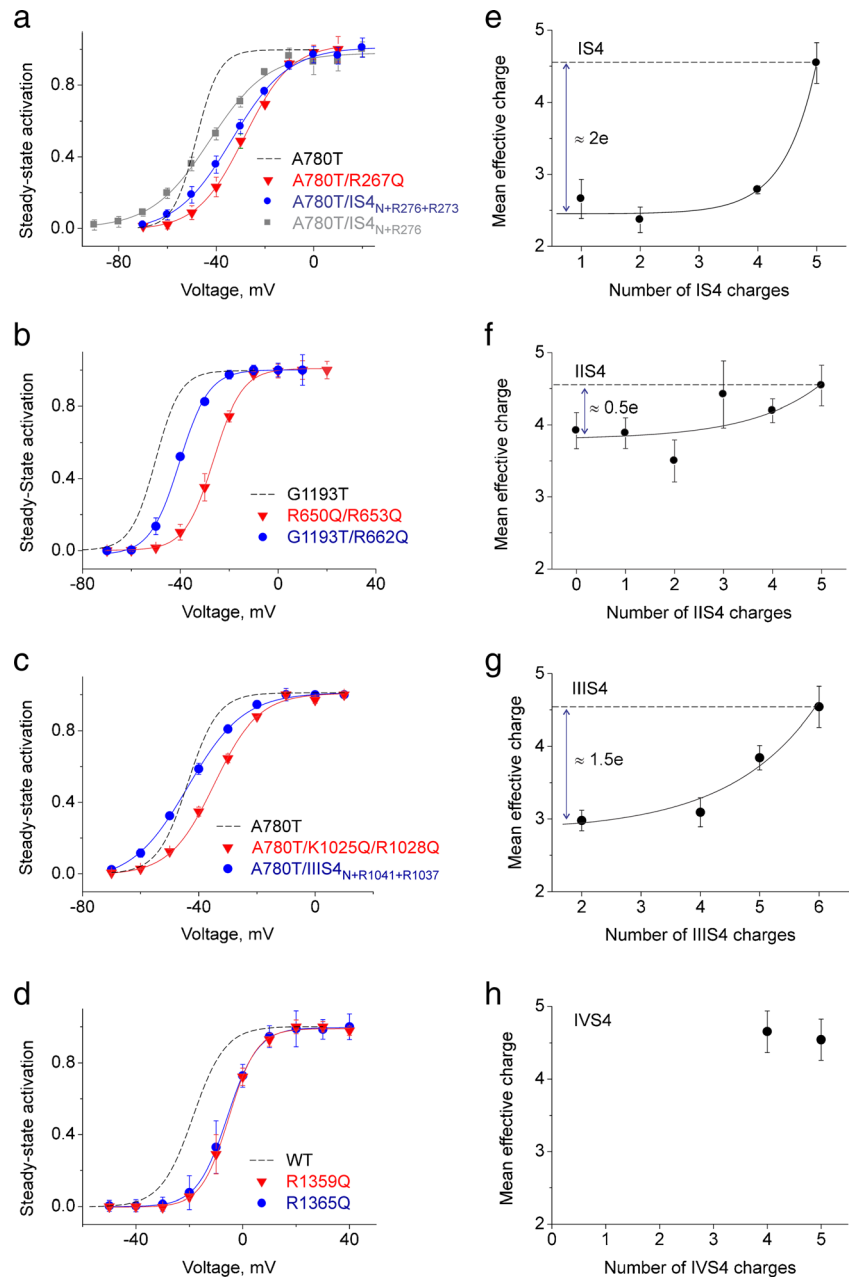 a
Steady-state activation
0.8
0.4
0.0
-80
-40
0
Voltage, mV
A780T
A780T/R267Q
A780T/IS4N+R276+R273
A780T/IS4N+R276
e
Mean effective charge
5
4
3
2
IS4
≈ 2e
1
2
3
4
5
Number of IS4 charges
b
Steady-State activation
0.8
0.4
0.0
-80
-40
0
40
Voltage, mV
G1193T
R650Q/R653Q
G1193T/R662Q
f
Mean effective charge
5
4
3
2
IIS4
≈ 0.5e
0
1
2
3
4
5
Number of IIS4 charges
c
Steady-state activation
0.8
0.4
0.0
-80
-40
0
Voltage, mV
A780T
A780T/K1025Q/R1028Q
A780T/IIIS4N+R1041+R1037
g
Mean effective charge
5
4
3
2
IIIS4
≈ 1.5e
2
3
4
5
6
Number of IIIS4 charges
d
Steady-state activation
0.8
0.4
0.0
-40
0
40
Voltage, mV
WT
R1359Q
R1365Q
h
Mean effective charge
5
4
3
2
IVS4
0
0
1
2
3
4
5
Number of IVS4 charges